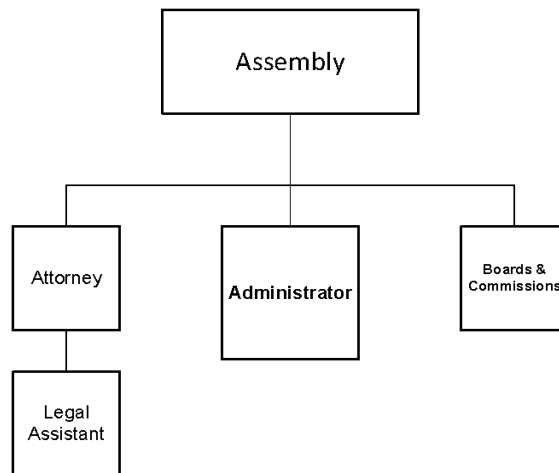 Assembly
Attorney
Administrator
Boards &
Commissions
Legal
Assistant